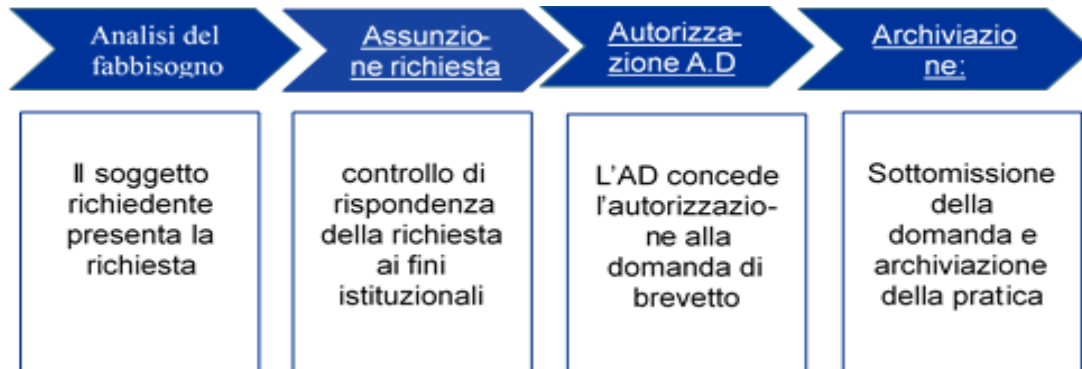 Analisi del
fabbisogno
Assunzio-
ne richiesta
Autorizza-
zione A.D
Archiviazio
ne:
Il soggetto
richiedente
presenta la
richiesta
controllo di
rispondenza
della richiesta
ai fini
istituzionali
L'AD concede
l'autorizzazio-
ne alla
domanda di
brevetto
Sottomissione
della
domanda e
archiviazione
della pratica